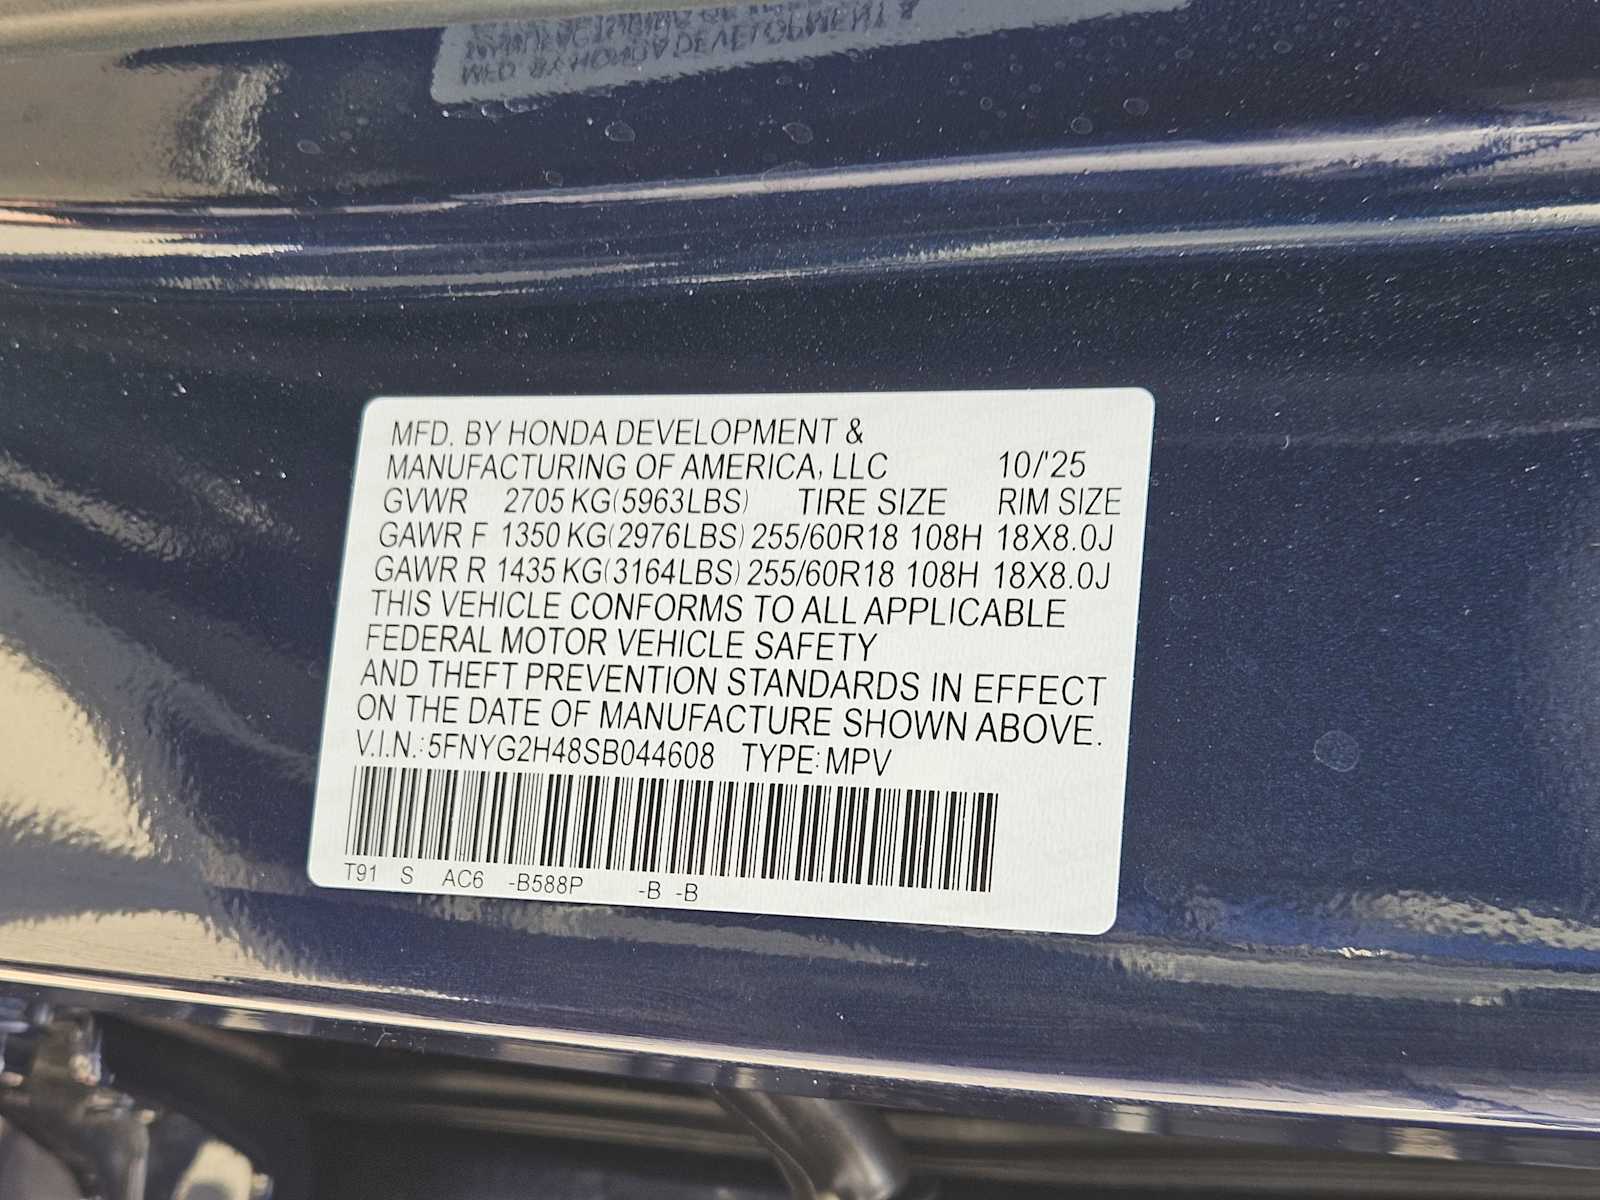 MFD. BY HONDA DEVELOPMENT &
MANUFACTURING OF AMERICA, LLC 10/'25
GVWR 2705 KG(5963LBS) TIRE SIZE RIM SIZE
GAWR F 1350 KG(2976LBS) 255/60R18 108H 18X8.0J
GAWR R 1435 KG(3164LBS) 255/60R18 108H 18X8.0J
THIS VEHICLE CONFORMS TO ALL APPLICABLE
FEDERAL MOTOR VEHICLE SAFETY
AND THEFT PREVENTION STANDARDS IN EFFECT
ON THE DATE OF MANUFACTURE SHOWN ABOVE.
V.I.N.:5FNYG2H48SB044608 TYPE:MPV
T91 S AC6 -B588P -B -B